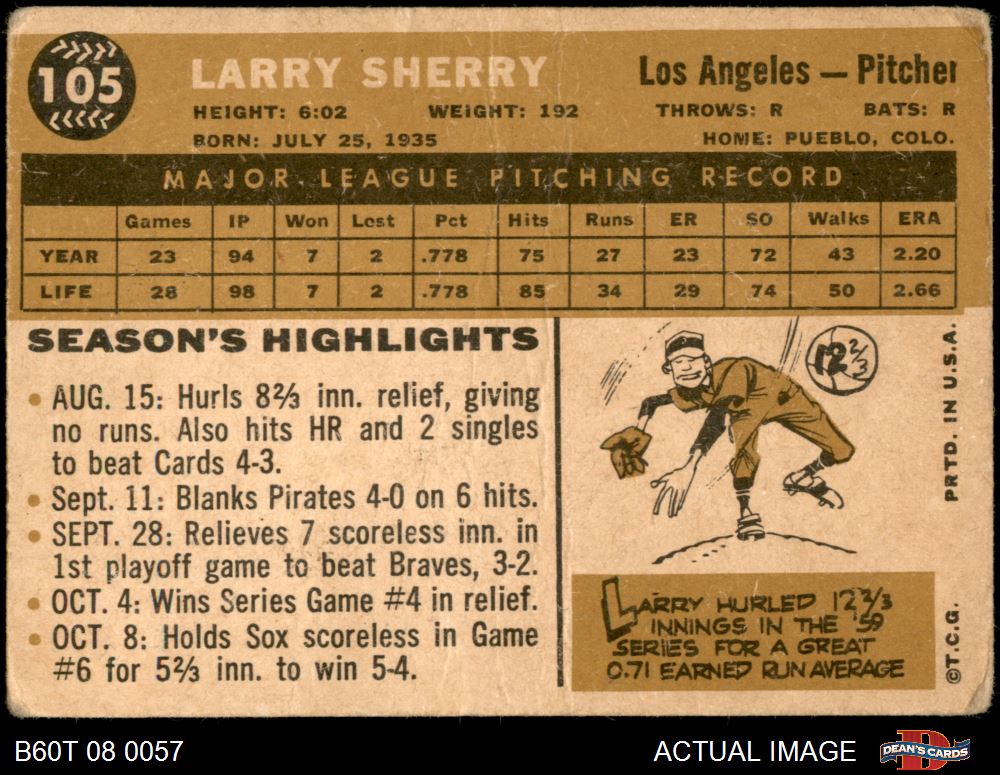 105
LARRY SHERRY
Los Angeles — Pitcher
HEIGHT: 6:02 WEIGHT: 192 THROWS: R BATS: R
BORN: JULY 25, 1935 HOME: PUEBLO, COLO.
MAJOR LEAGUE PITCHING RECORD
Games IP Won Lost Pct Hits Runs ER SO Walks ERA
YEAR 23 94 7 2 .778 75 27 23 72 43 2.20
LIFE 28 98 7 2 .778 85 34 29 74 50 2.66
SEASON'S HIGHLIGHTS
• AUG. 15: Hurls 8⅔ inn. relief, giving
no runs. Also hits HR and 2 singles
to beat Cards 4-3.
• Sept. 11: Blanks Pirates 4-0 on 6 hits.
• SEPT. 28: Relieves 7 scoreless inn. in
1st playoff game to beat Braves, 3-2.
• OCT. 4: Wins Series Game #4 in relief.
• OCT. 8: Holds Sox scoreless in Game
#6 for 5⅔ inn. to win 5-4.
12⅔
LARRY HURLED 12⅔
INNINGS IN THE '59
SERIES FOR A GREAT
0.71 EARNED RUN AVERAGE
©T.C.G. PRTD. IN U.S.A.
B60T 08 0057
ACTUAL IMAGE
DEAN'S CARDS